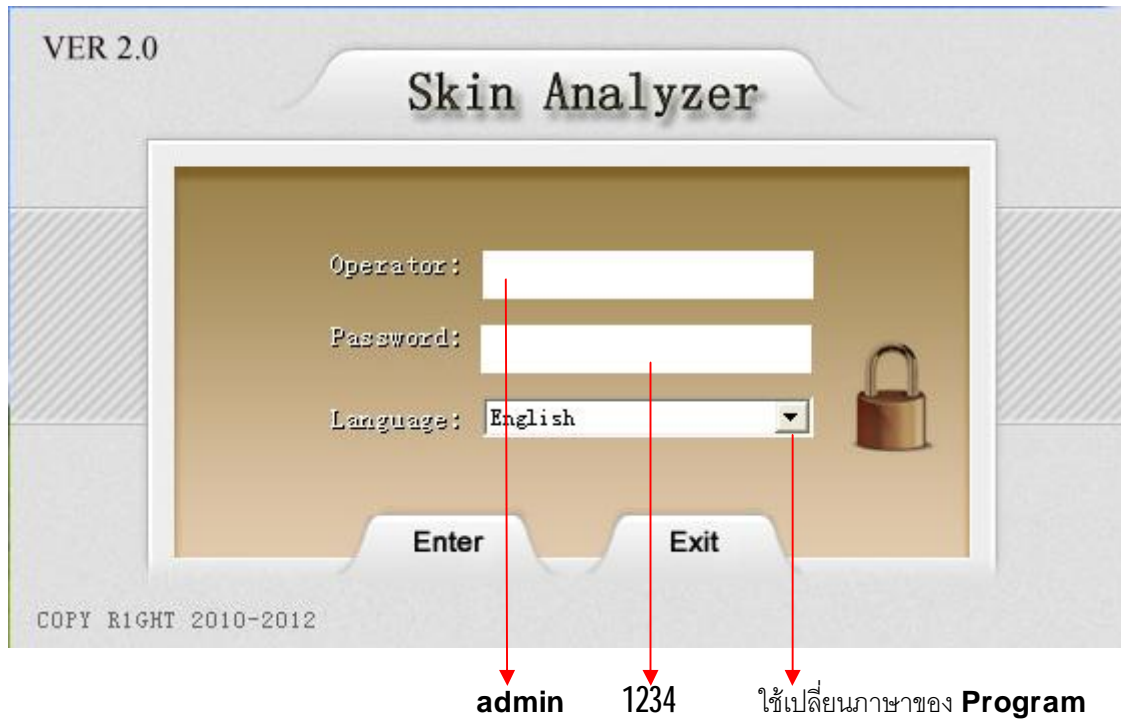 VER 2.0
Skin Analyzer
Operator:
Password:
Language: English
Enter Exit
COPY R1GHT 2010-2012
admin 1234 ใช้เปลี่ยนภาษาของ Program